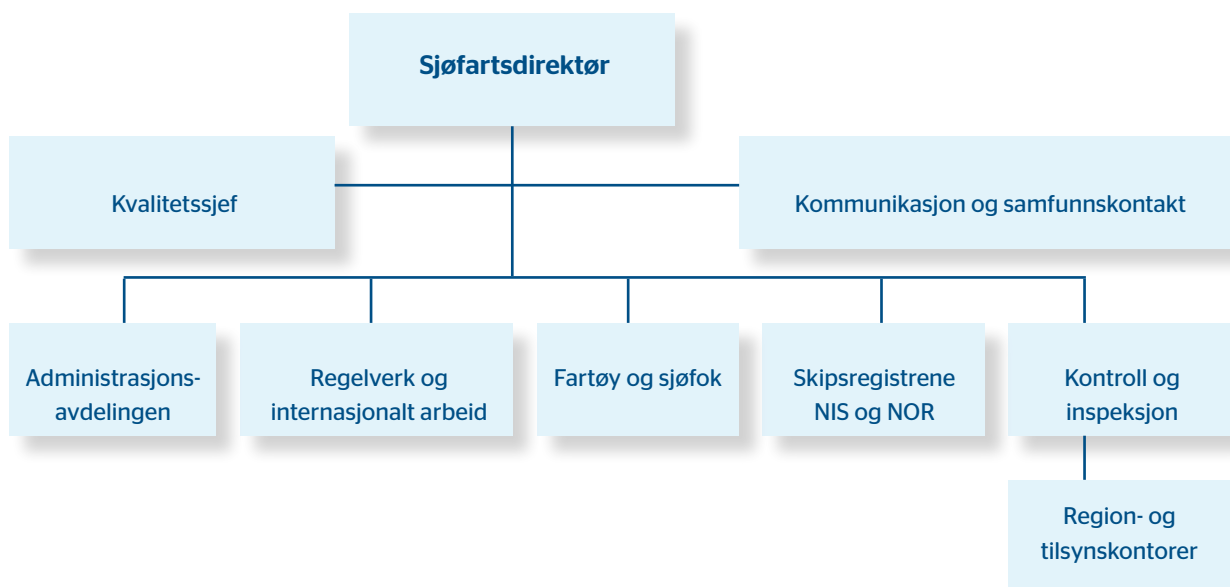 Sjøfartsdirektør
Kvalitetssjef
Kommunikasjon og samfunnskontakt
Administrasjons-
avdelingen
Regelverk og
internasjonalt arbeid
Fartøy og sjøfok
Skipsregistrene
NIS og NOR
Kontroll og
inspeksjon
Region- og
tilsynskontorer